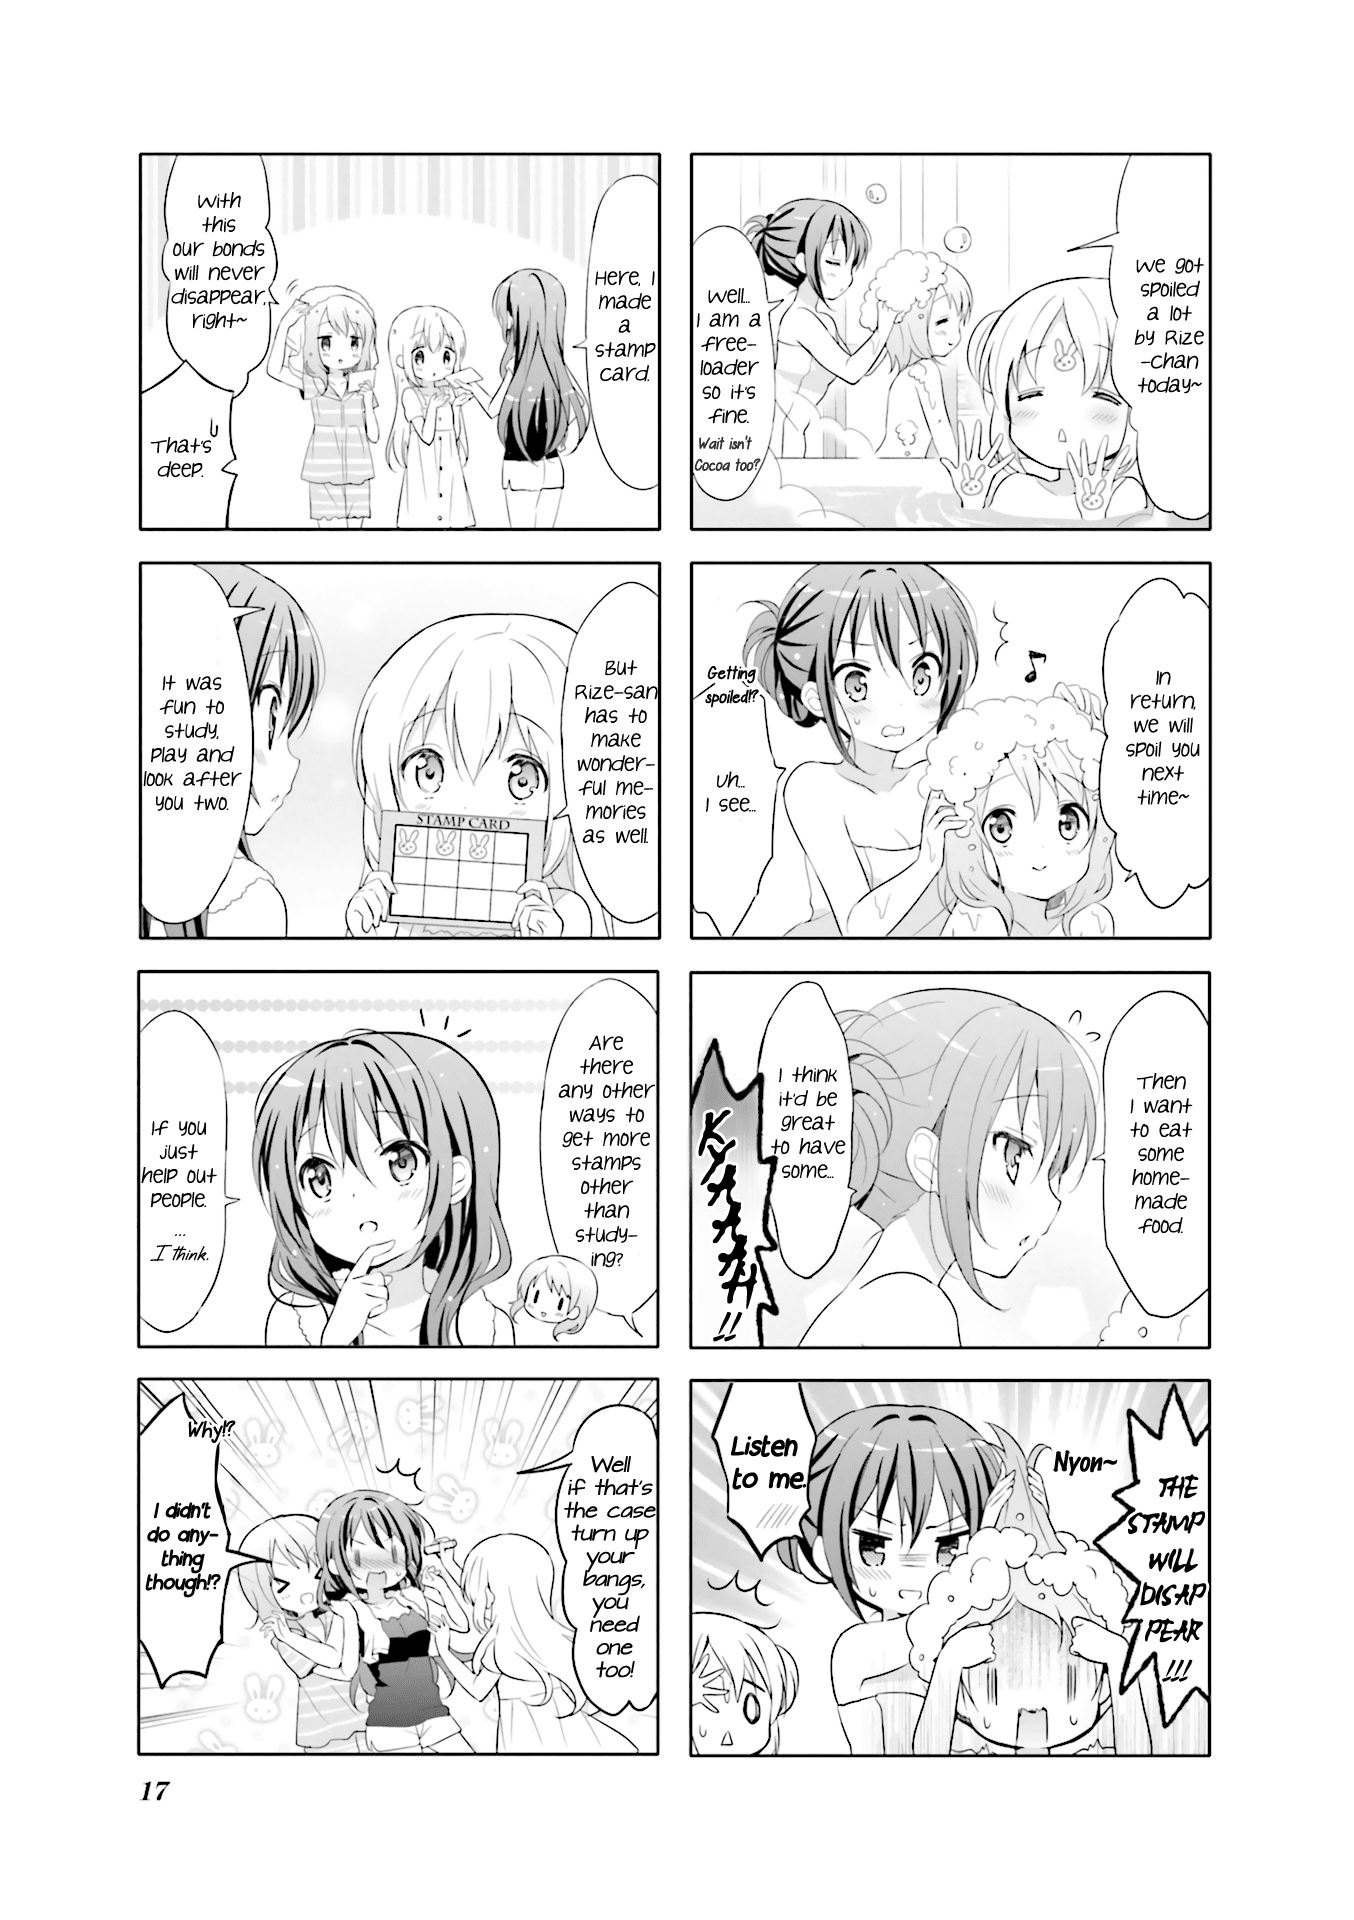 We got
spoiled
a lot
by Rize
-chan
today~
Well...
I am a
free-
loader
so it's
fine.
Wait isn't
Cocoa too?
In
return,
we will
spoil you
next
time~
Getting
spoiled!?
Uh...
I see...
Then
I want
to eat
some
home-
made
food.
I think
it'd be
great
to have
some...
KYAAAH!!
THE
STAMP
WILL
DISAP
PEAR
!!!
Nyon~
Listen
to me.
Here, I
made
a
stamp
card.
With
this
our bonds
will never
disappear,
right~
That's
deep.
But
Rize-san
has to
make
wonder-
ful me-
mories
as well.
STAMP CARD
It was
fun to
study,
play and
look after
you two.
Are
there
any other
ways to
get more
stamps
other
than
study-
ing?
If you
just
help out
people.
...
I think.
Well
if that's
the case
turn up
your
bangs,
you
need
one
too!
Why!?
I didn't
do any-
thing
though!?
17